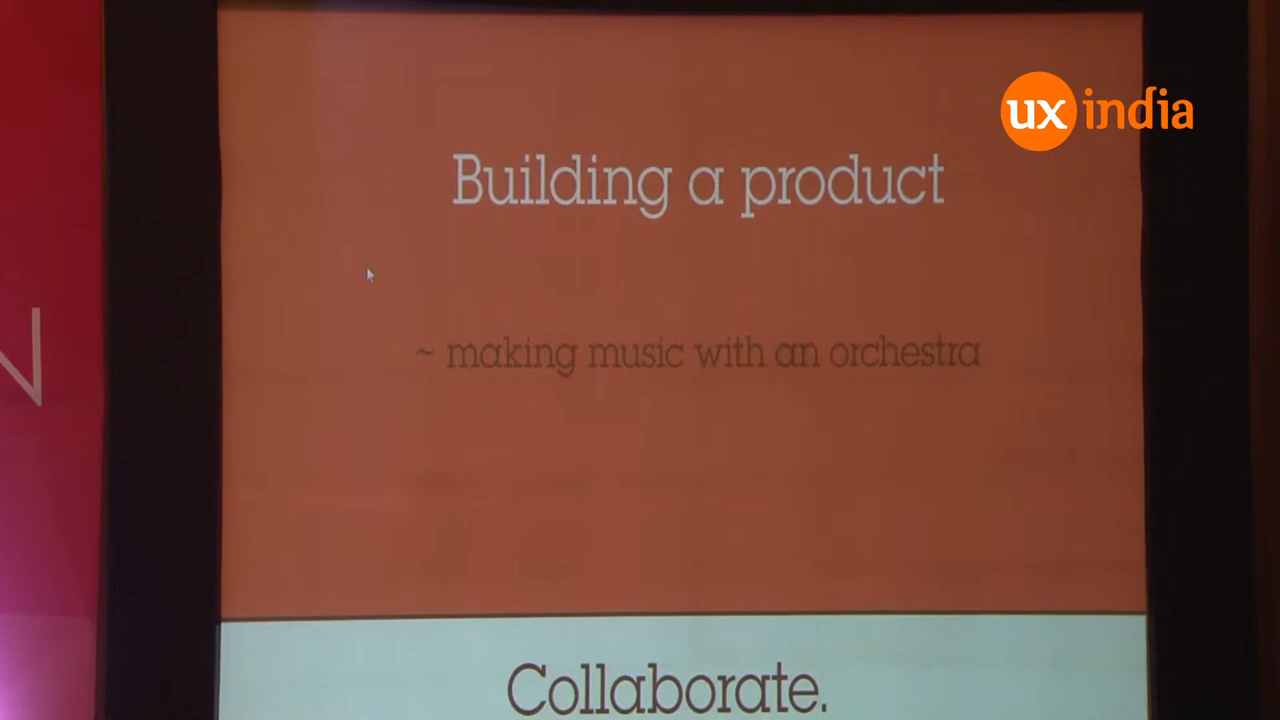 ux india
Building a product
~ making music with an orchestra
Collaborate.
N